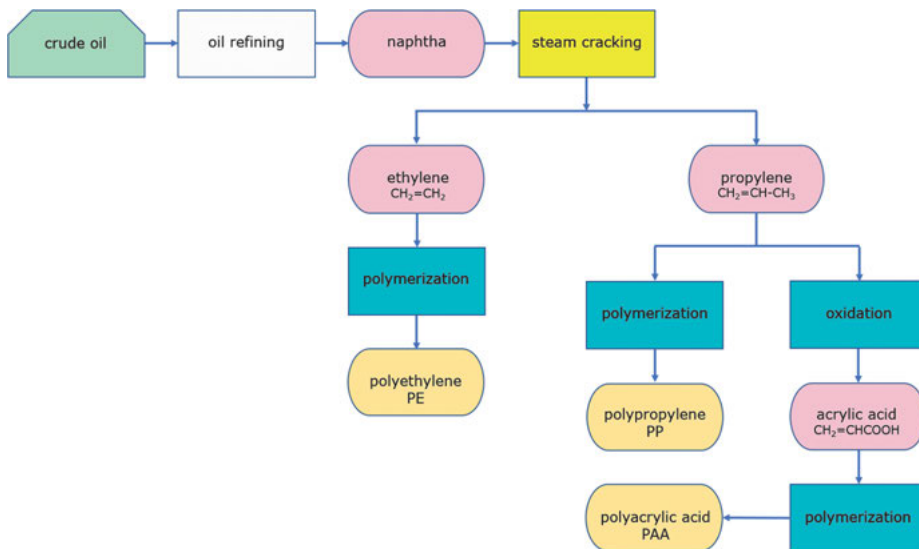 crude oil
oil refining
naphtha
steam cracking
ethylene
CH₂=CH₂
propylene
CH₂=CH-CH₃
polymerization
polymerization
oxidation
polyethylene
PE
polypropylene
PP
acrylic acid
CH₂=CHCOOH
polyacrylic acid
PAA
polymerization